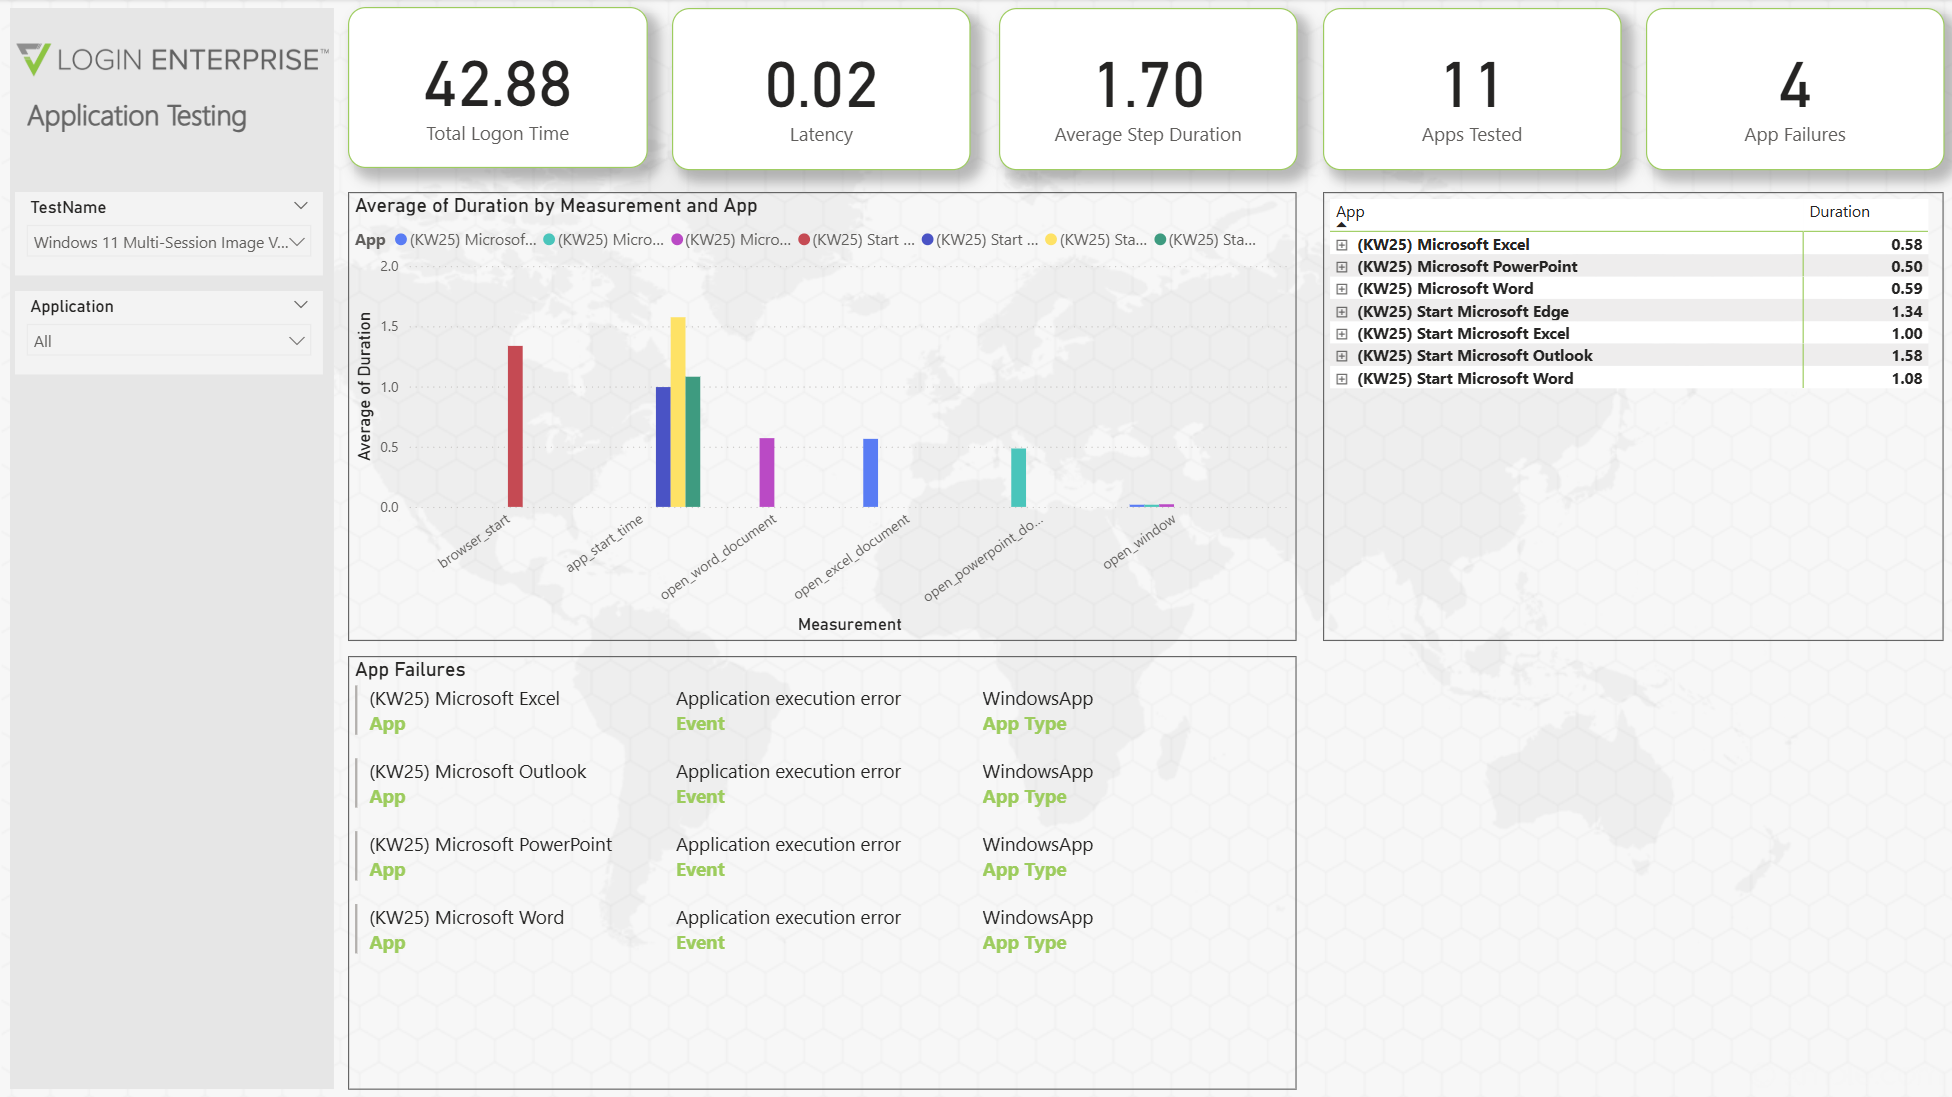 LOGIN ENTERPRISE™
Application Testing
TestName
Windows 11 Multi-Session Image V...
Application
All
42.88
Total Logon Time
0.02
Latency
1.70
Average Step Duration
11
Apps Tested
4
App Failures
Average of Duration by Measurement and App
App (KW25) Microsof... (KW25) Micro... (KW25) Micro... (KW25) Start ... (KW25) Start ... (KW25) Sta... (KW25) Sta...
Average of Duration
2.0
1.5
1.0
0.5
0.0
browser_start
app_start_time
open_word_document
open_excel_document
open_powerpoint_do...
open_window
Measurement
App Duration
(KW25) Microsoft Excel 0.58
(KW25) Microsoft PowerPoint 0.50
(KW25) Microsoft Word 0.59
(KW25) Start Microsoft Edge 1.34
(KW25) Start Microsoft Excel 1.00
(KW25) Start Microsoft Outlook 1.58
(KW25) Start Microsoft Word 1.08
App Failures
(KW25) Microsoft Excel Application execution error WindowsApp
App Event App Type
(KW25) Microsoft Outlook Application execution error WindowsApp
App Event App Type
(KW25) Microsoft PowerPoint Application execution error WindowsApp
App Event App Type
(KW25) Microsoft Word Application execution error WindowsApp
App Event App Type